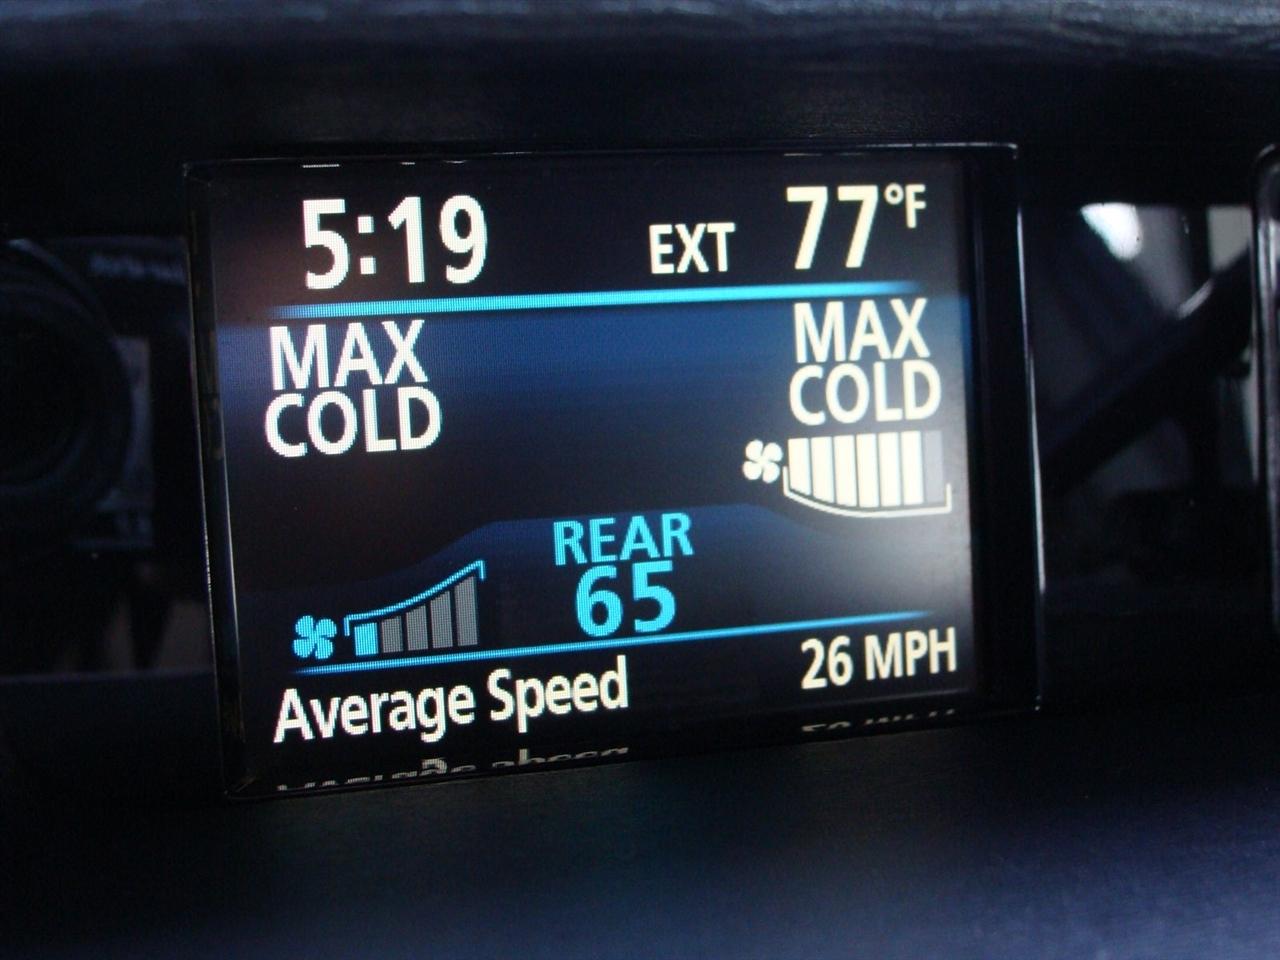 5:19 EXT 77°F
MAX MAX
COLD COLD
REAR
65
Average Speed 26 MPH